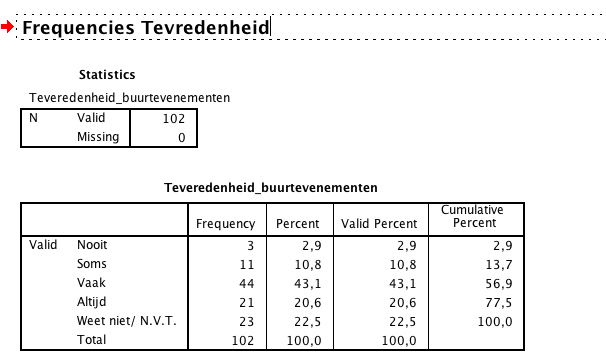 Frequencies Tevredenheid
Statistics
Teveredenheid_buurtevenementen
N Valid 102
Missing 0
Teveredenheid_buurtevenementen
Frequency Percent Valid Percent Cumulative Percent
Valid Nooit 3 2,9 2,9 2,9
Soms 11 10,8 10,8 13,7
Vaak 44 43,1 43,1 56,9
Altijd 21 20,6 20,6 77,5
Weet niet/ N.V.T. 23 22,5 22,5 100,0
Total 102 100,0 100,0